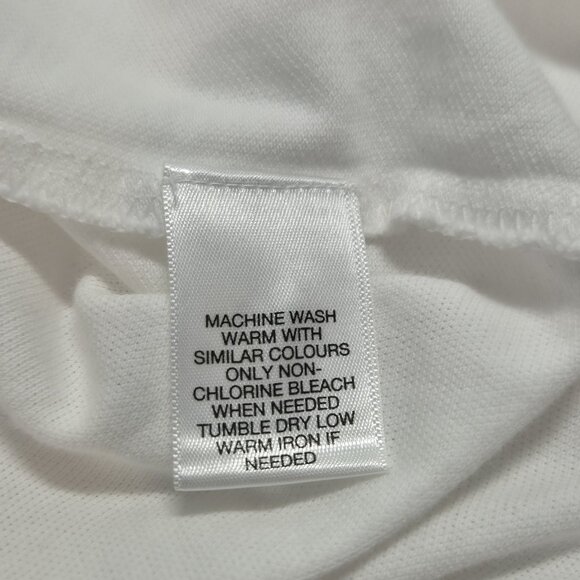 MACHINE WASH
WARM WITH
SIMILAR COLOURS
ONLY NON-
CHLORINE BLEACH
WHEN NEEDED
TUMBLE DRY LOW
WARM IRON IF
NEEDED